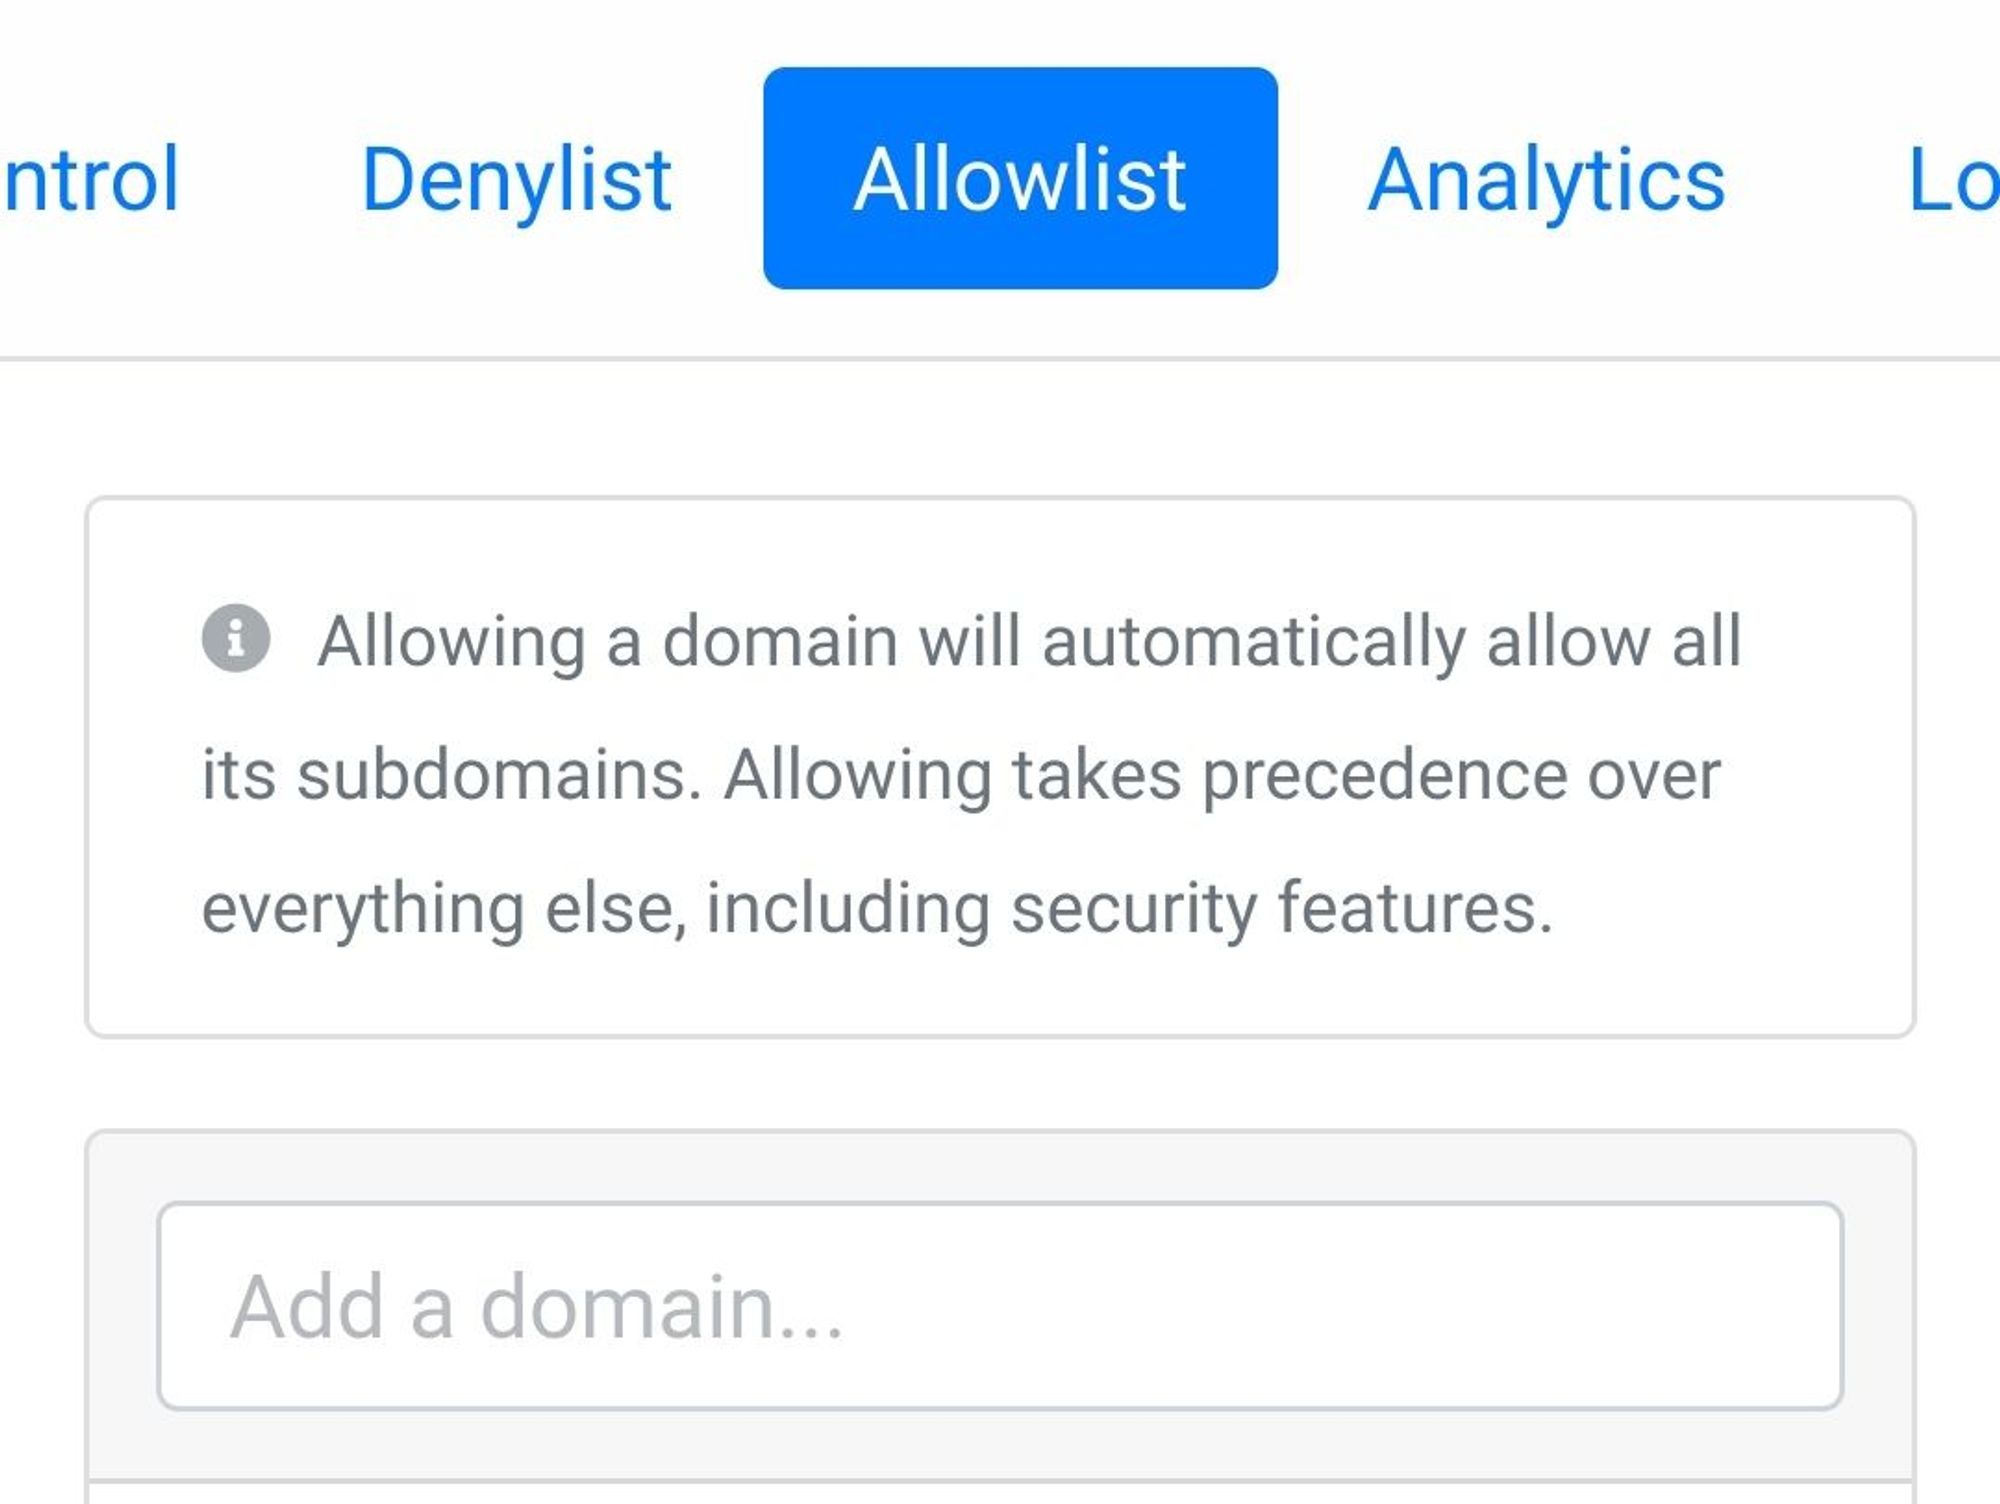 ntrol Denylist Allowlist Analytics Lo
Allowing a domain will automatically allow all
its subdomains. Allowing takes precedence over
everything else, including security features.
Add a domain...